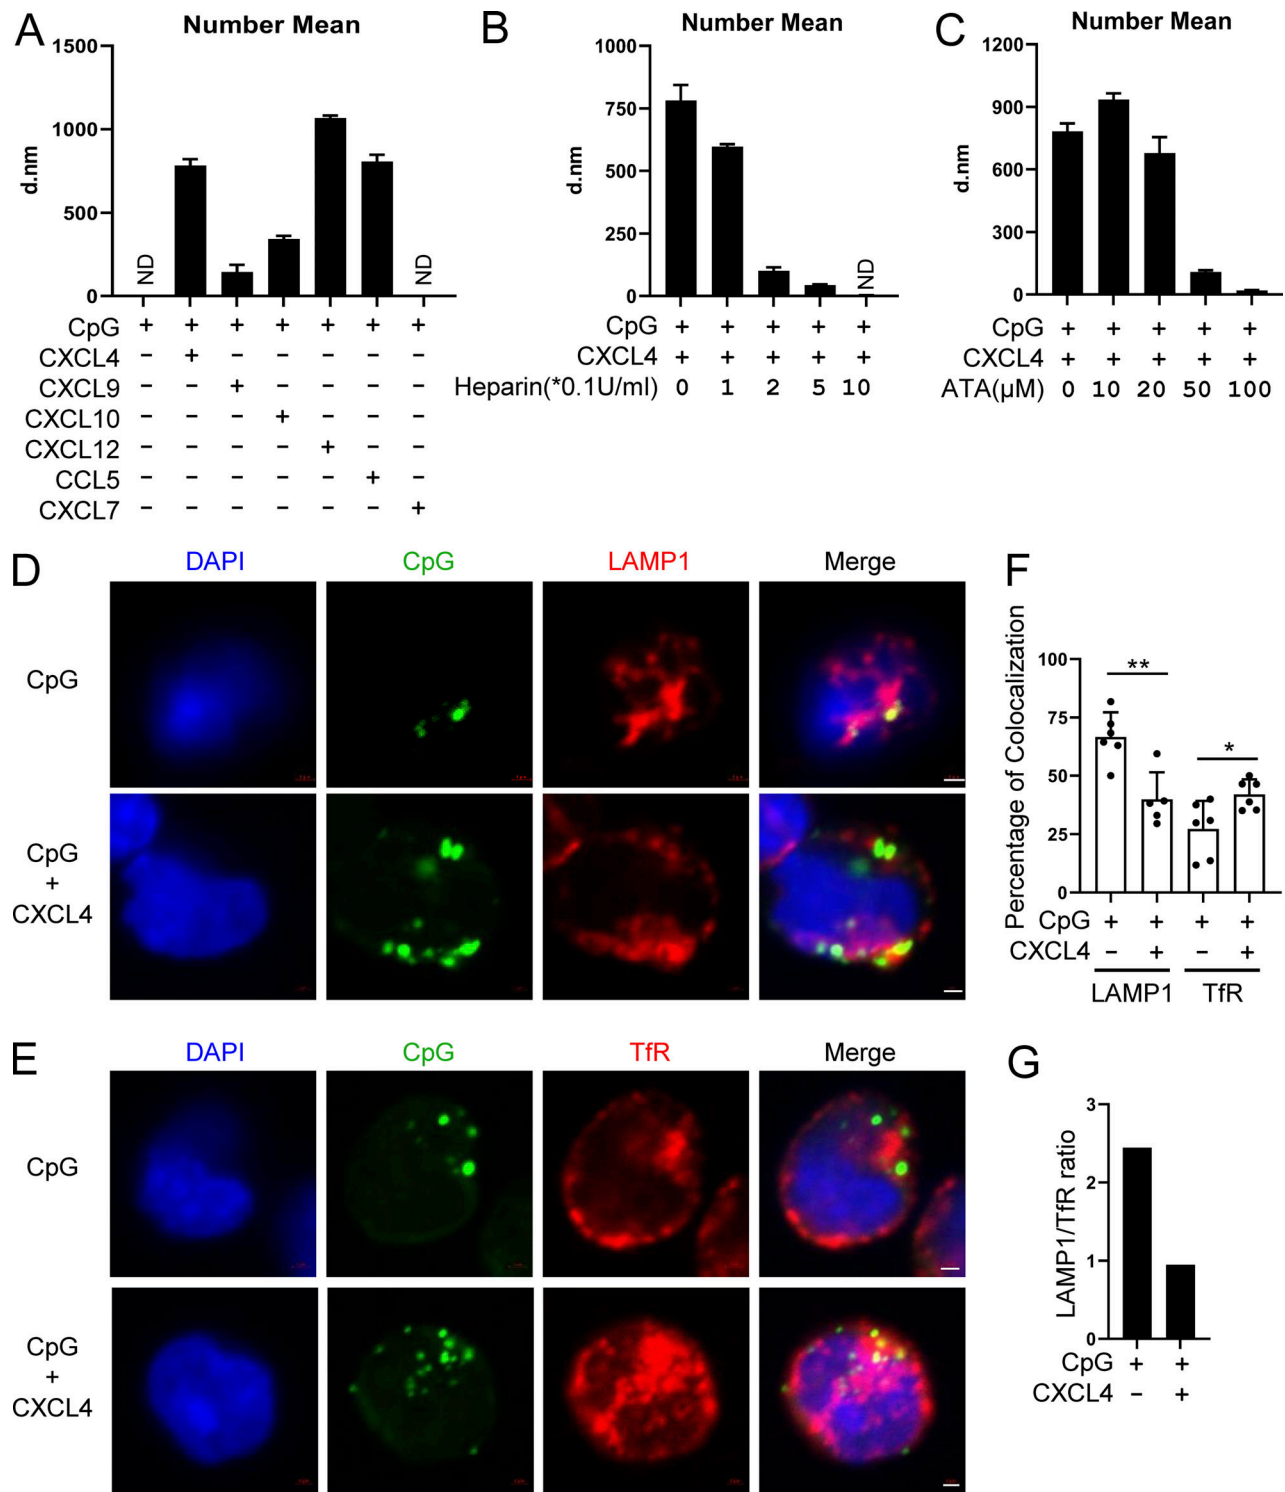 A
Number Mean
1500
1000
500
0
d.nm
ND
ND
CpG + + + + + + +
CXCL4 − + − − − − −
CXCL9 − − + − − − −
CXCL10 − − − + − − −
CXCL12 − − − − + − −
CCL5 − − − − − + −
CXCL7 − − − − − − +
B
Number Mean
1000
750
500
250
0
d.nm
ND
CpG + + + + +
CXCL4 + + + + +
Heparin(*0.1U/ml) 0 1 2 5 10
C
Number Mean
1200
900
600
300
0
d.nm
CpG + + + + +
CXCL4 + + + + +
ATA(μM) 0 10 20 50 100
D
DAPI CpG LAMP1 Merge
CpG
CpG
+
CXCL4
E
DAPI CpG TfR Merge
CpG
CpG
+
CXCL4
F
Percentage of Colocalization
100
75
50
25
0
**
*
CpG + + + +
CXCL4 − + − +
LAMP1 TfR
G
LAMP1/TfR ratio
3
2
1
0
CpG + +
CXCL4 − +